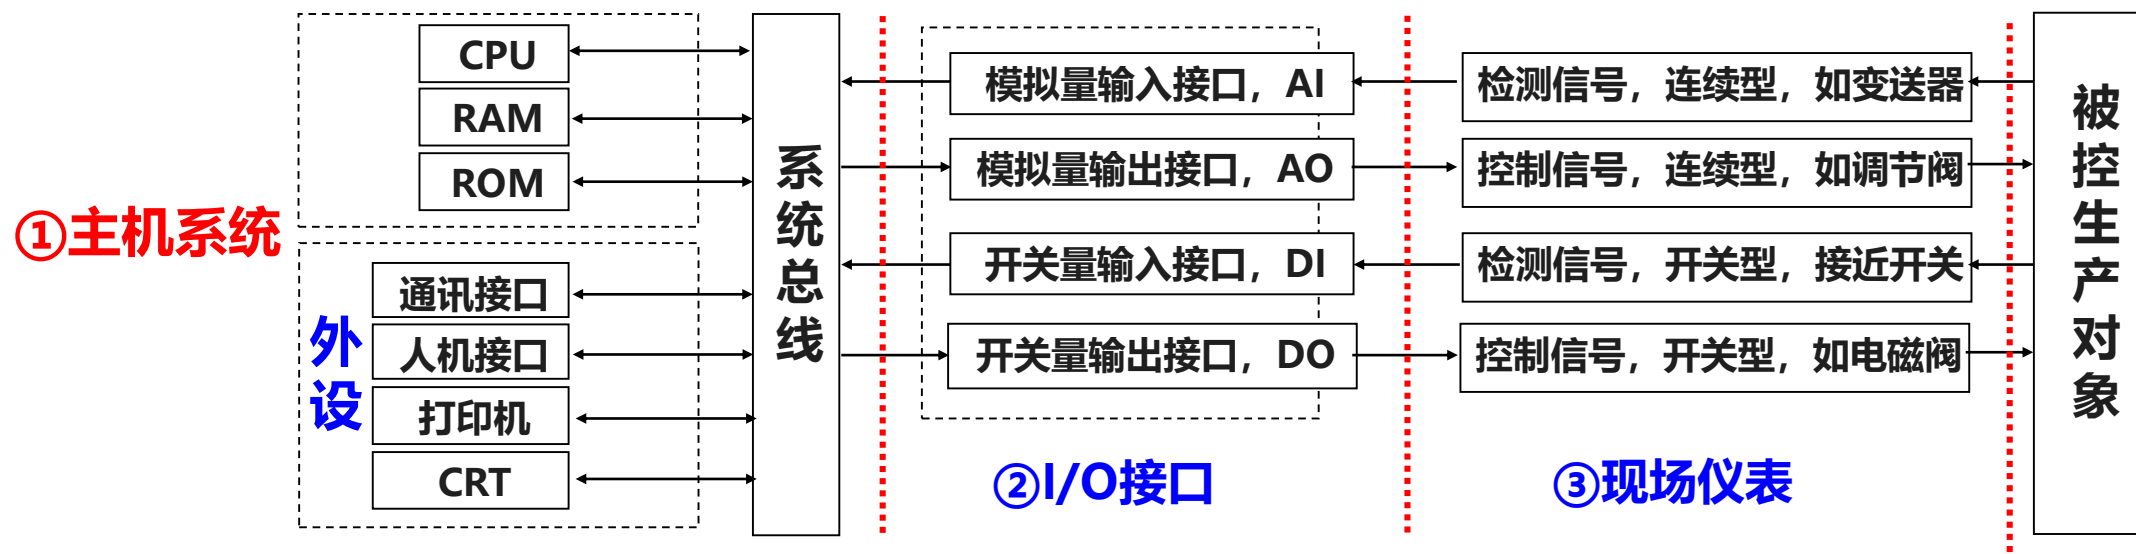 ①主机系统
CPU
RAM
ROM
外设
通讯接口
人机接口
打印机
CRT
系统总线
模拟量输入接口，AI
模拟量输出接口，AO
开关量输入接口，DI
开关量输出接口，DO
②I/O接口
检测信号，连续型，如变送器
控制信号，连续型，如调节阀
检测信号，开关型，接近开关
控制信号，开关型，如电磁阀
③现场仪表
被控生产对象